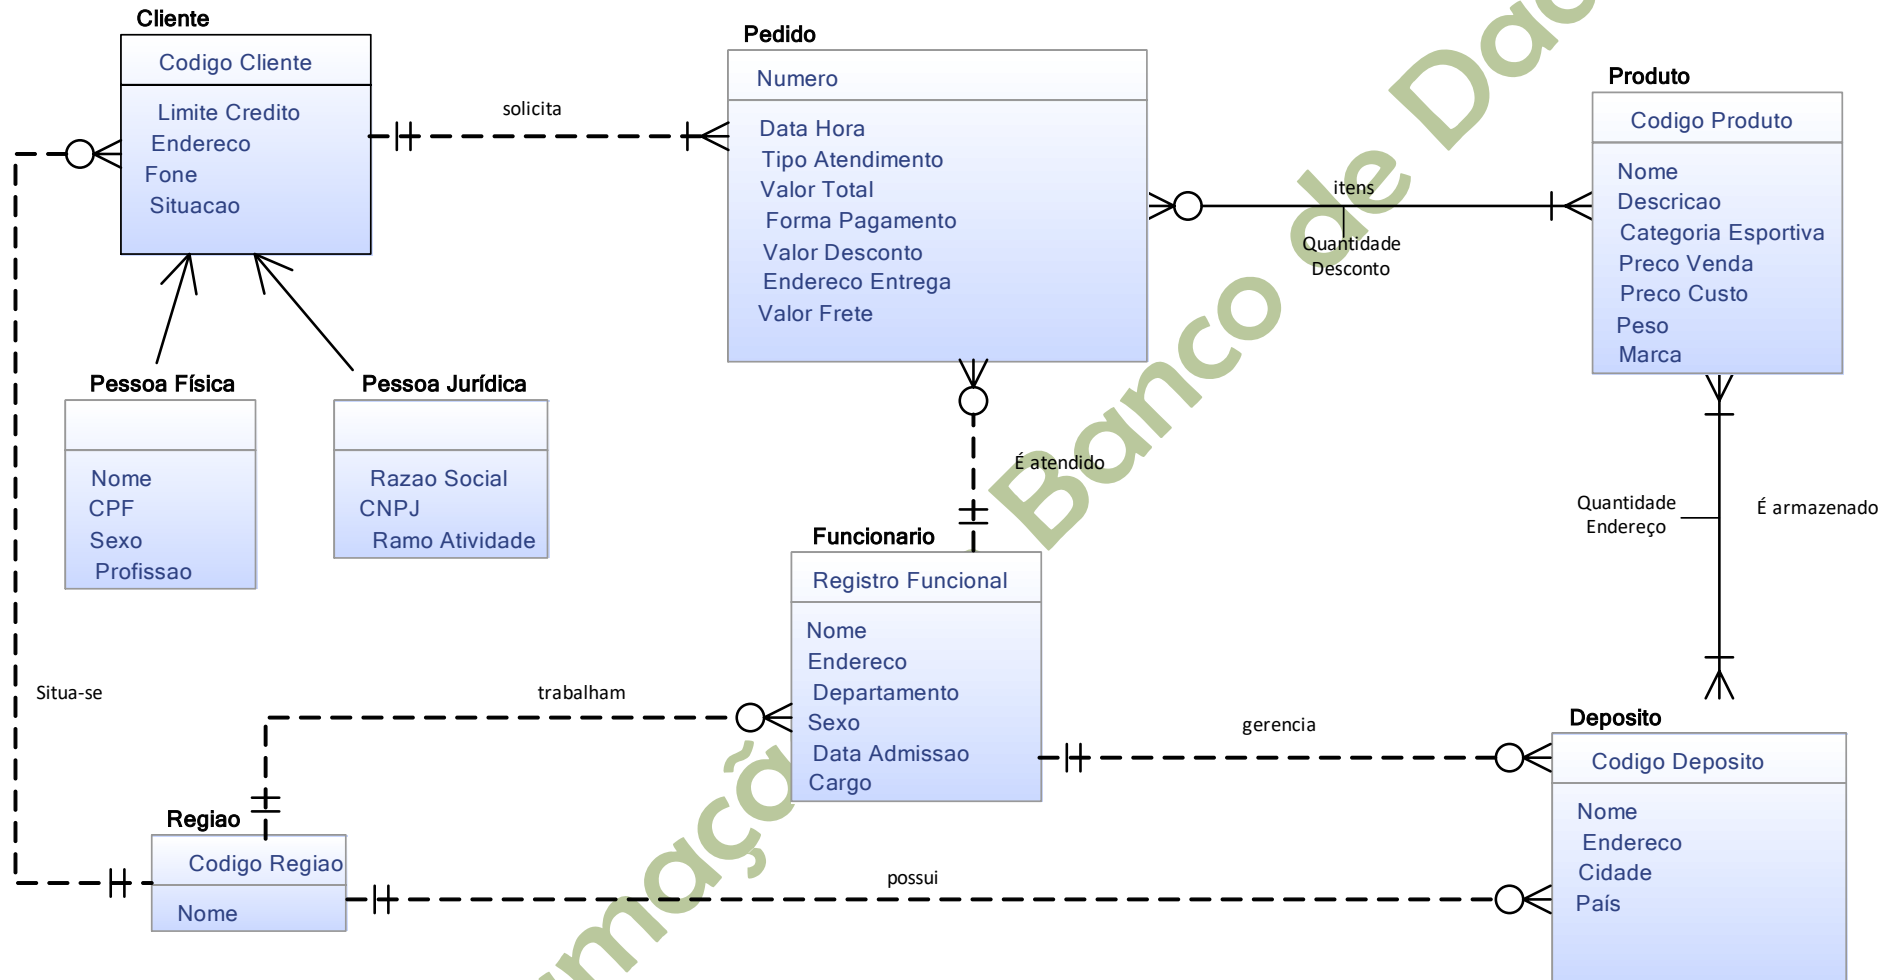 Cliente
Codigo Cliente
Limite Credito
Endereco
Fone
Situacao
solicita
Pedido
Numero
Data Hora
Tipo Atendimento
Valor Total
Forma Pagamento
Valor Desconto
Endereco Entrega
Valor Frete
itens
Quantidade
Desconto
Produto
Codigo Produto
Nome
Descricao
Categoria Esportiva
Preco Venda
Preco Custo
Peso
Marca
Pessoa Física
Nome
CPF
Sexo
Profissao
Pessoa Jurídica
Razao Social
CNPJ
Ramo Atividade
É atendido
Quantidade
Endereço
É armazenado
Funcionario
Registro Funcional
Nome
Endereco
Departamento
Sexo
Data Admissao
Cargo
Situa-se
trabalham
gerencia
Deposito
Codigo Deposito
Nome
Endereco
Cidade
País
Regiao
Codigo Regiao
Nome
possui
Banco de